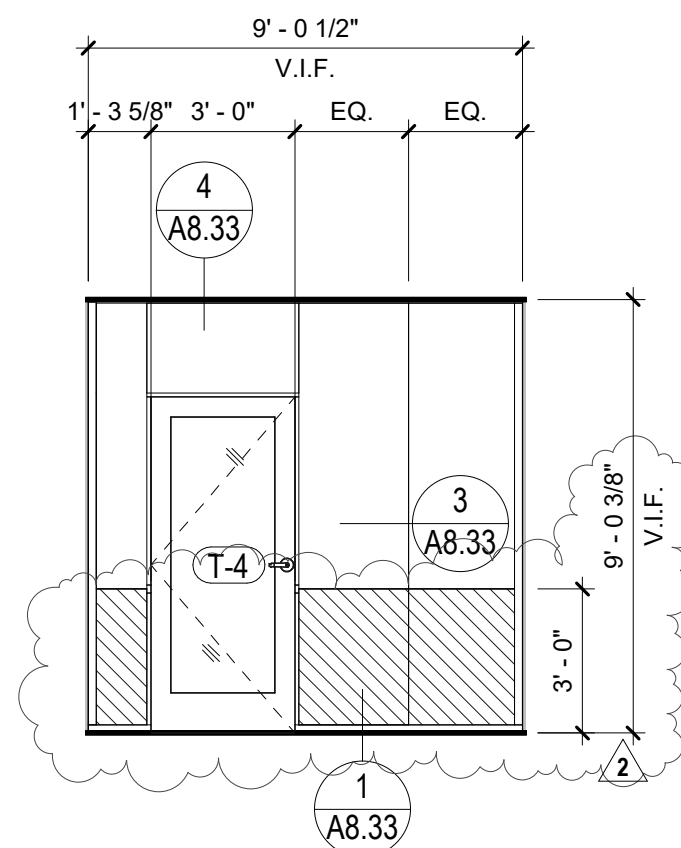 9' - 0 1/2"
V.I.F.
1' - 3 5/8" 3' - 0" EQ. EQ.
4
A8.33
3
A8.33
9' - 0 3/8"
V.I.F.
T-4
3' - 0"
2
1
A8.33